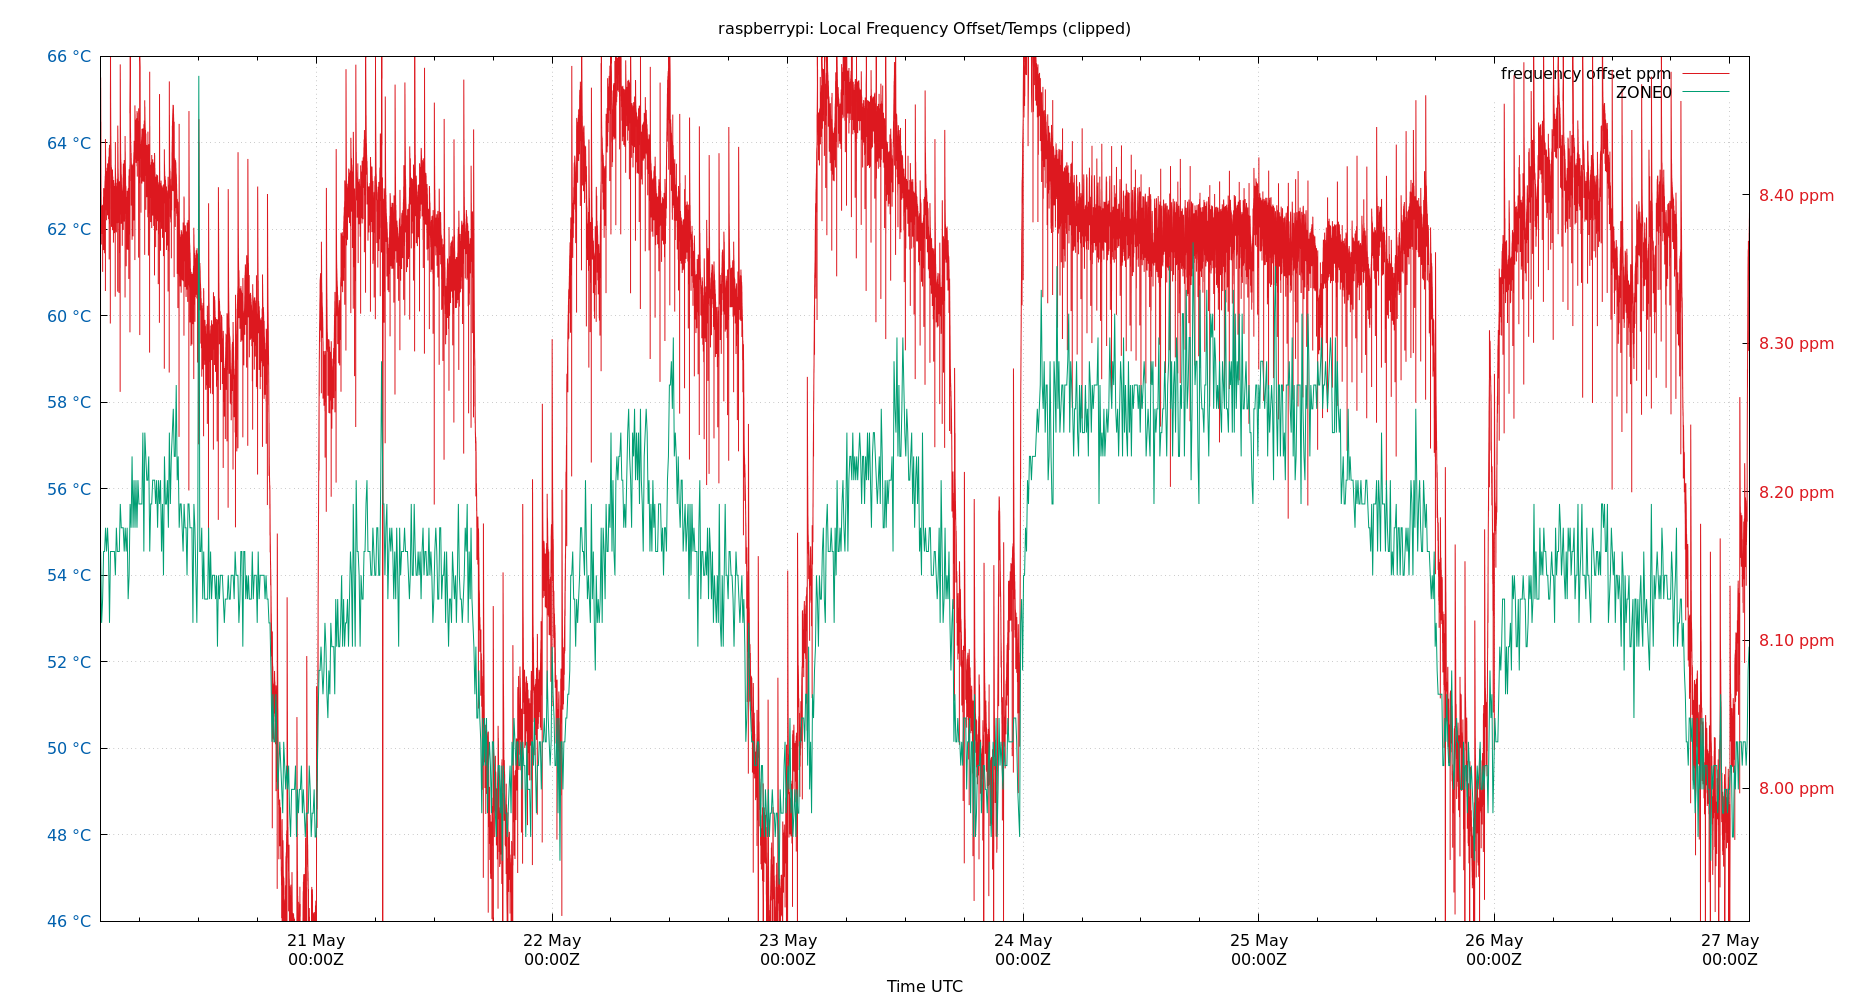 raspberrypi: Local Frequency Offset/Temps (clipped)
66 °C
64 °C
62 °C
60 °C
58 °C
56 °C
54 °C
52 °C
50 °C
48 °C
46 °C
frequency offset ppm
ZONE0
8.40 ppm
8.30 ppm
8.20 ppm
8.10 ppm
8.00 ppm
21 May 22 May 23 May 24 May 25 May 26 May 27 May
00:00Z 00:00Z 00:00Z 00:00Z 00:00Z 00:00Z 00:00Z
Time UTC